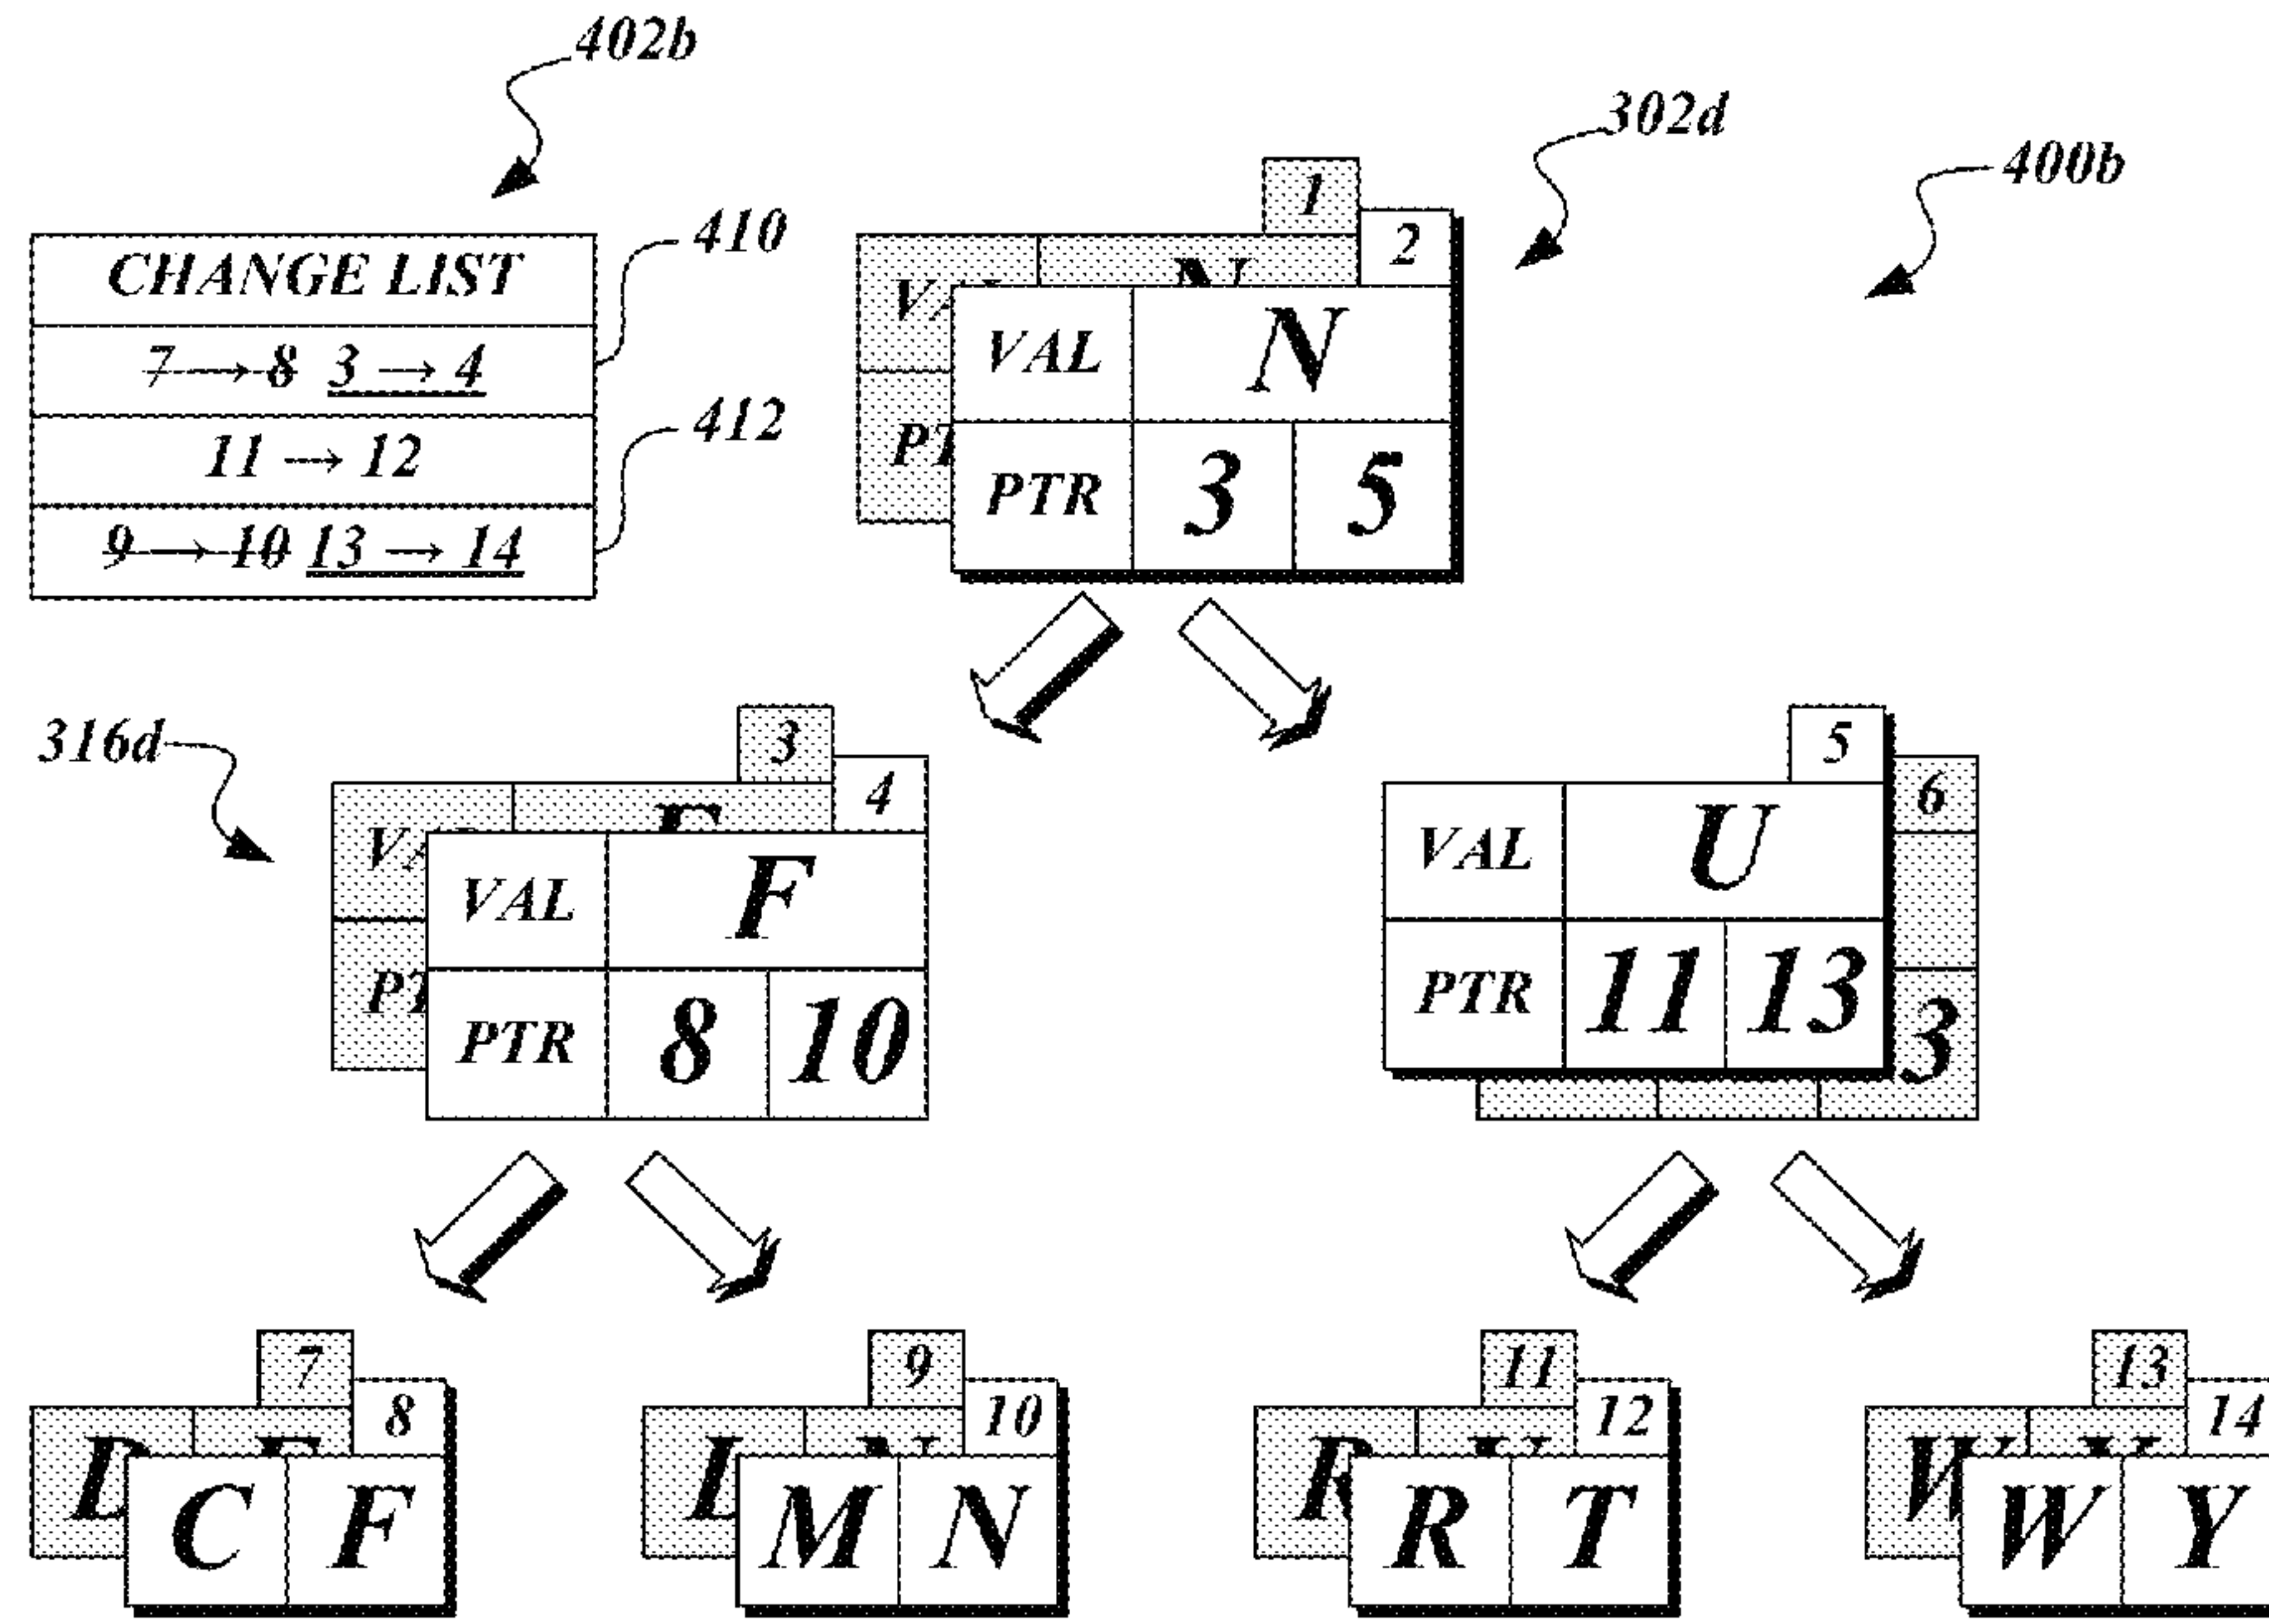 402b
302d
400b
CHANGE LIST
7 → 8 3 → 4
11 → 12
9 → 10 13 → 14
410
412
1
2
VAL N
PTR 3 5
316d
3
4
VAL F
PTR 8 10
5
6
VAL U
PTR 11 13
3
7
8
C F
9
10
M N
11
12
R T
13
14
W Y